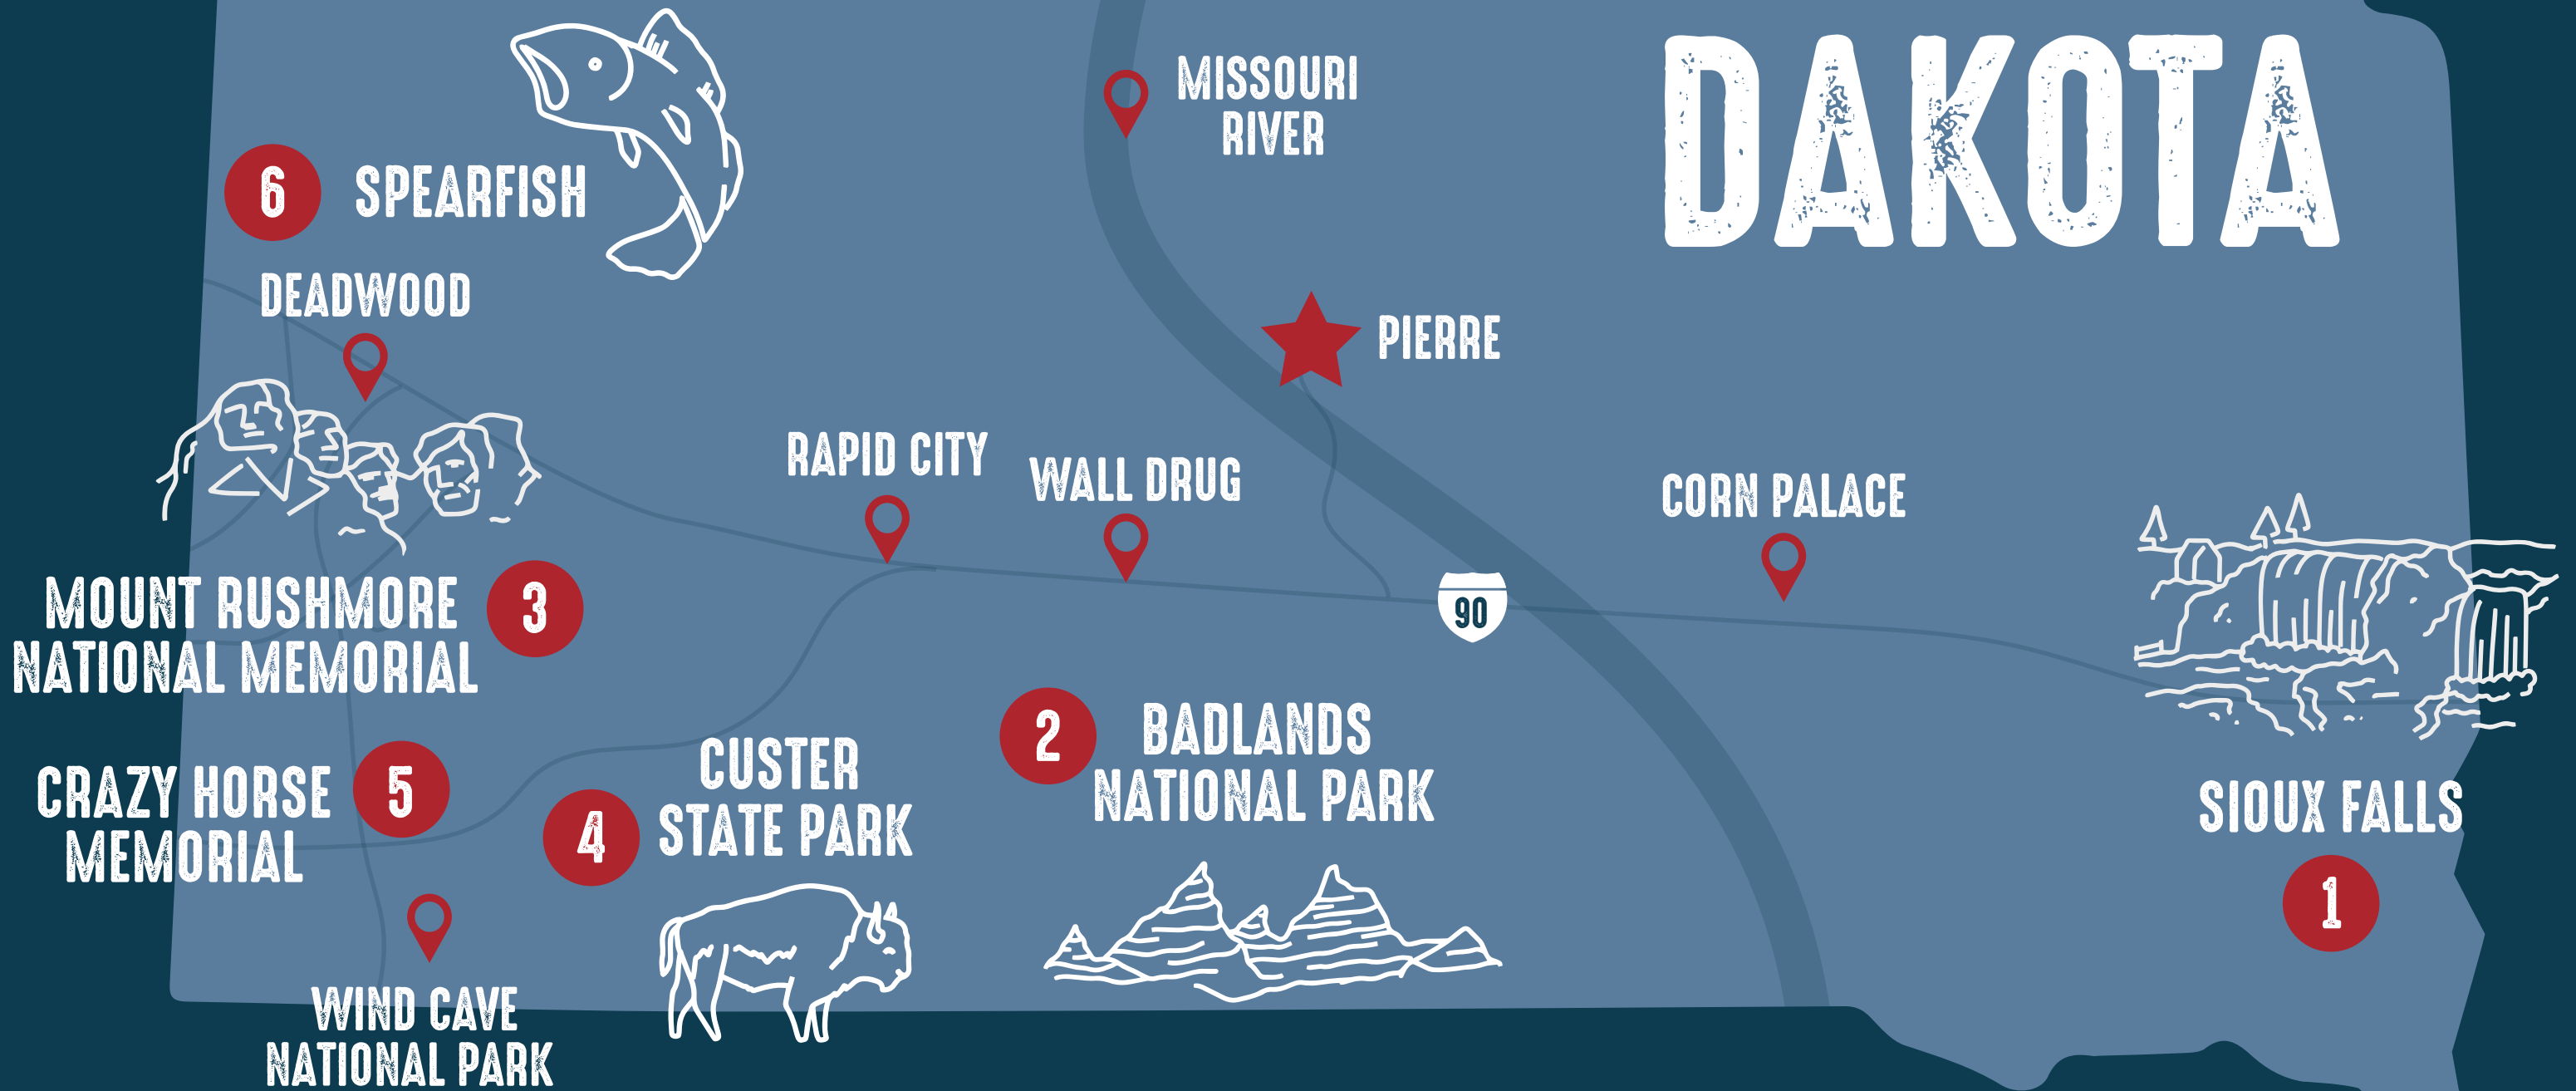 DAKOTA
MISSOURI
RIVER
6 SPEARFISH
DEADWOOD
PIERRE
RAPID CITY
WALL DRUG
CORN PALACE
MOUNT RUSHMORE
NATIONAL MEMORIAL
3
90
BADLANDS
NATIONAL PARK
2
CUSTER
STATE PARK
4
CRAZY HORSE
MEMORIAL
5
SIOUX FALLS
1
WIND CAVE
NATIONAL PARK